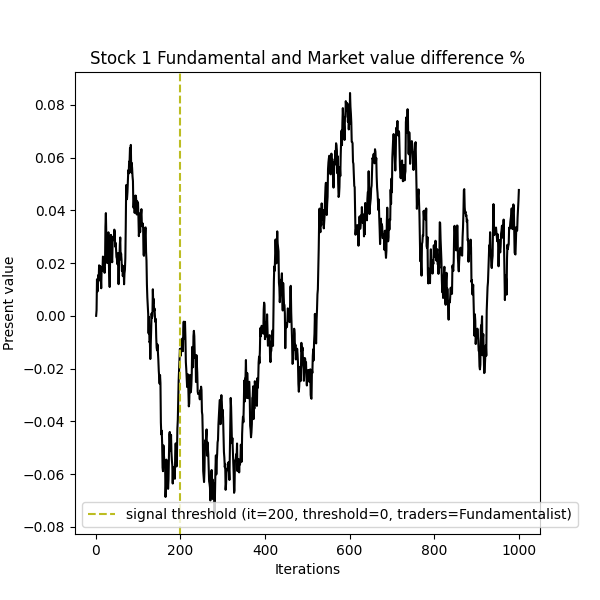 Stock 1 Fundamental and Market value difference %
Present value
0.08
0.06
0.04
0.02
0.00
−0.02
−0.04
−0.06
−0.08
signal threshold (it=200, threshold=0, traders=Fundamentalist)
0 200 400 600 800 1000
Iterations